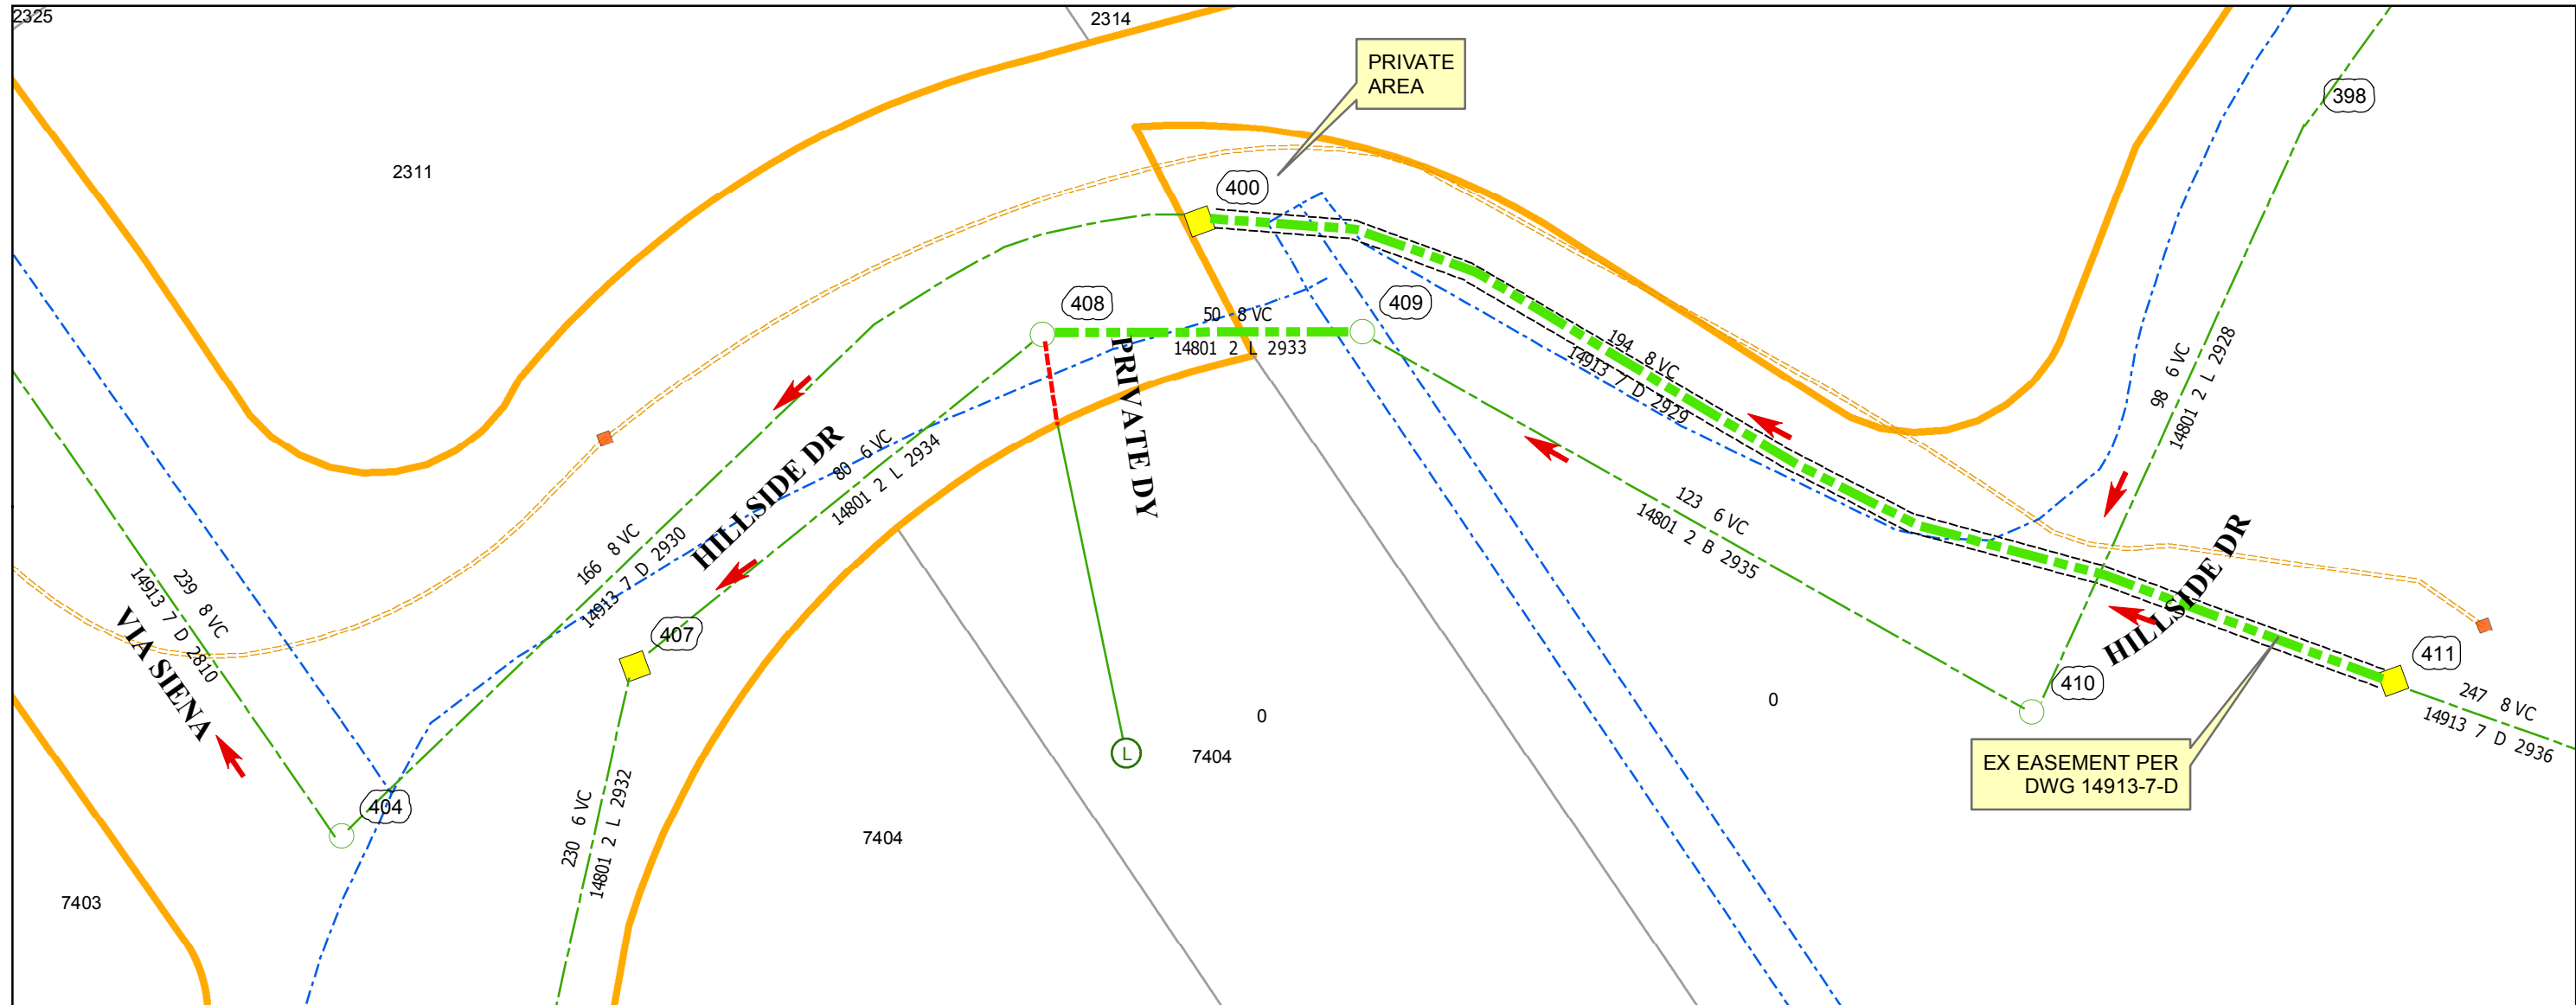 2325
2314
PRIVATE
AREA
398
2311
400
408
409
50 8 VC
14801 2 L 2933
194 8 VC
14913 7 D 2929
98 6 VC
14801 2 L 2928
PRIVATE DY
HILLSIDE DR
80 6 VC
14801 2 L 2934
166 8 VC
14913 7 D 2930
123 6 VC
14801 2 B 2935
HILLSIDE DR
239 8 VC
14913 7 D 2810
VIA SIENA
407
411
410
247 8 VC
14913 7 D 2936
0
0
7404
L
EX EASEMENT PER
DWG 14913-7-D
404
230 6 VC
14801 2 L 2932
7404
7403